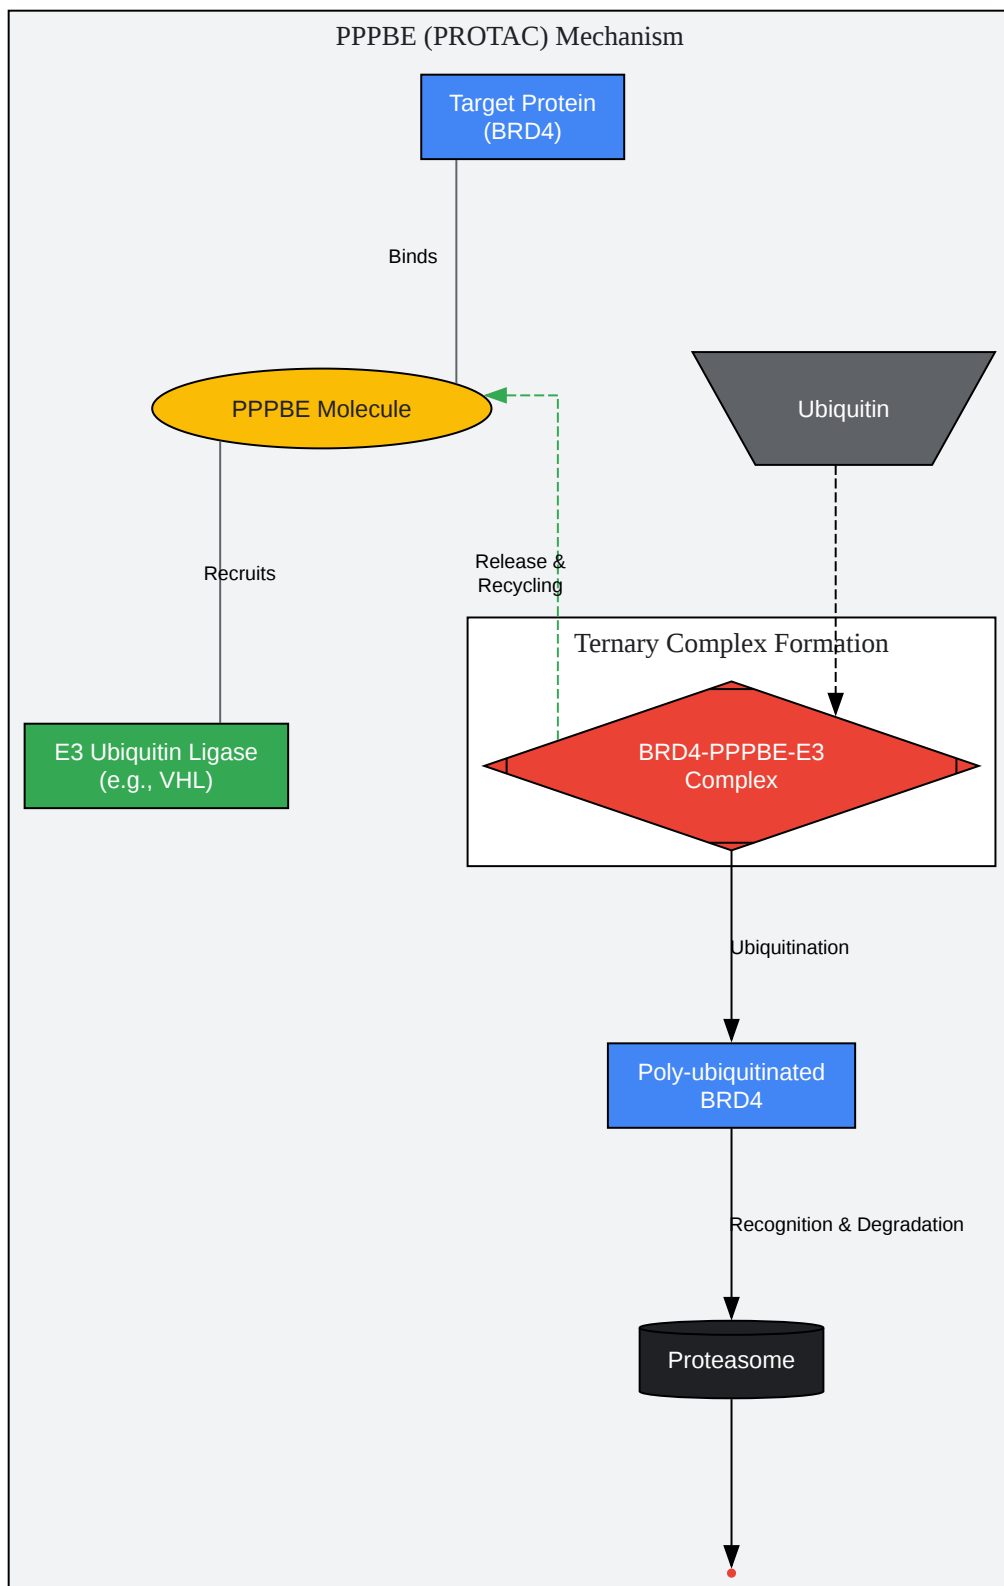 PPPBE (PROTAC) Mechanism
Target Protein
(BRD4)
Binds
PPPBE Molecule
Ubiquitin
Recruits
Release &
Recycling
Ternary Complex Formation
E3 Ubiquitin Ligase
(e.g., VHL)
BRD4-PPPBE-E3
Complex
Ubiquitination
Poly-ubiquitinated
BRD4
Recognition & Degradation
Proteasome